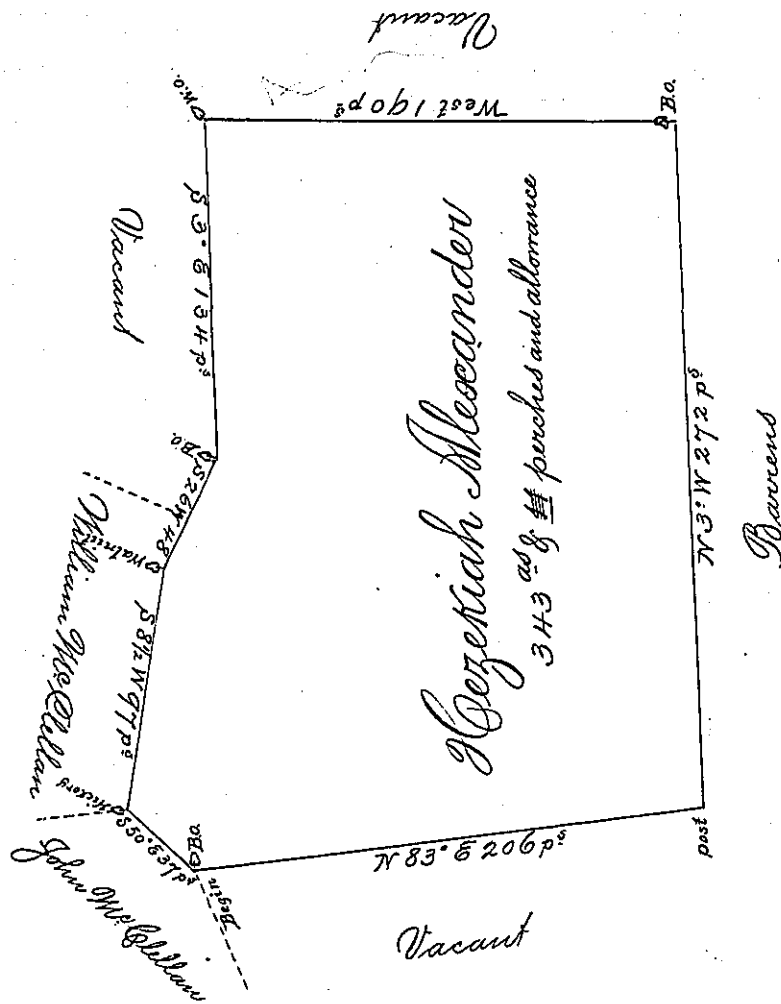 Vacant
W.O.
West 190 ps
B.O.
Vacant
S 3° E 134 ps
B.O.
S 26 W 48
Walnut
William McClellan
S 8½ W 97 ps
Hickory
S 50 E 37 ps
John McClellan
B.O.
Begin
N 83° E 206 ps
Vacant
post
N 3° W 272 ps
Barrens
Hezekiah Alexander
343 as & perches and allowance